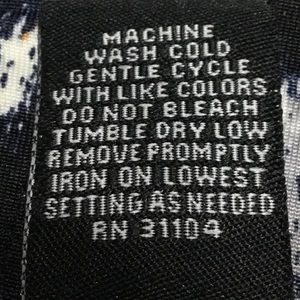 MACHINE
WASH COLD
GENTLE CYCLE
WITH LIKE COLORS
DO NOT BLEACH
TUMBLE DRY LOW
REMOVE PROMPTLY
IRON ON LOWEST
SETTING AS NEEDED
RN 31104